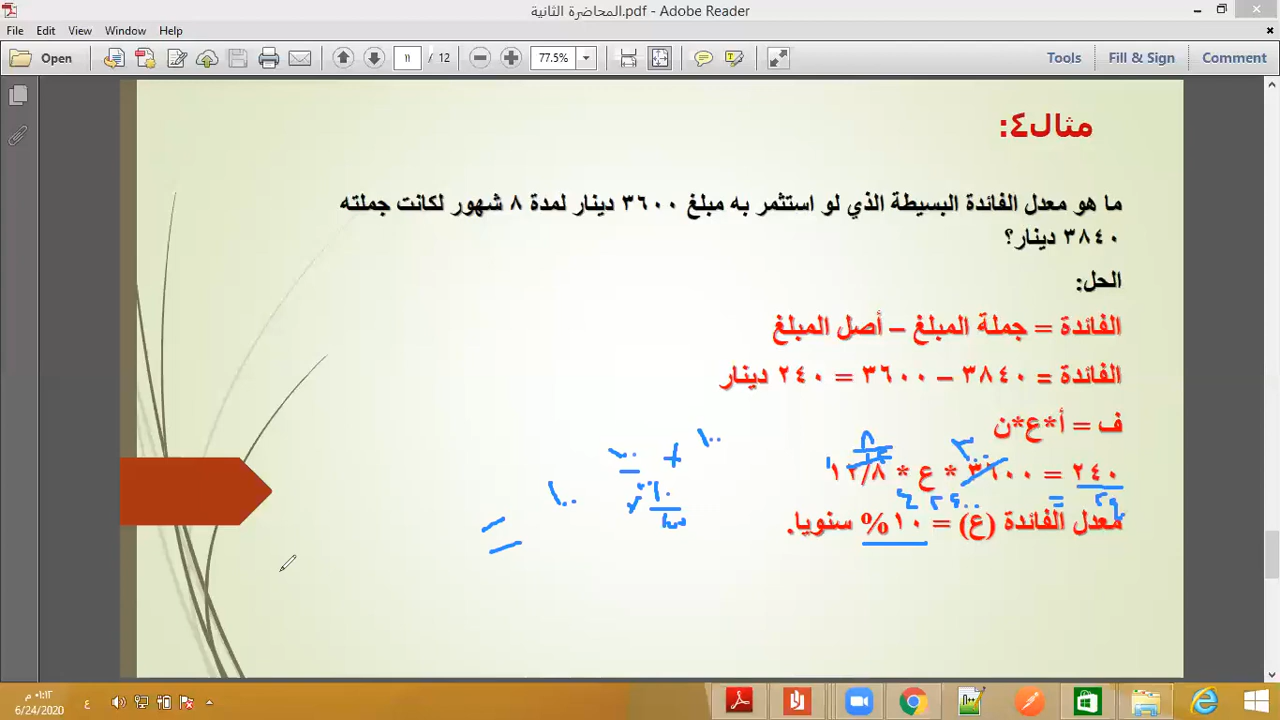 المحاضرة الثانية.pdf - Adobe Reader
File Edit View Window Help
Open ١١ / 12 77.5% Tools Fill & Sign Comment
مثال٤:
ما هو معدل الفائدة البسيطة الذي لو استثمر به مبلغ ٣٦٠٠ دينار لمدة ٨ شهور لكانت جملته
٣٨٤٠ دينار؟
الحل:
الفائدة = جملة المبلغ – أصل المبلغ
الفائدة = ٣٨٤٠ – ٣٦٠٠ = ٢٤٠ دينار
ف = أ*ع*ن
٢٤٠ = ٣٦٠٠ * ع * ١٢/٨
معدل الفائدة (ع) = ١٠% سنويا.
٠١:١٢ م
ع
6/24/2020